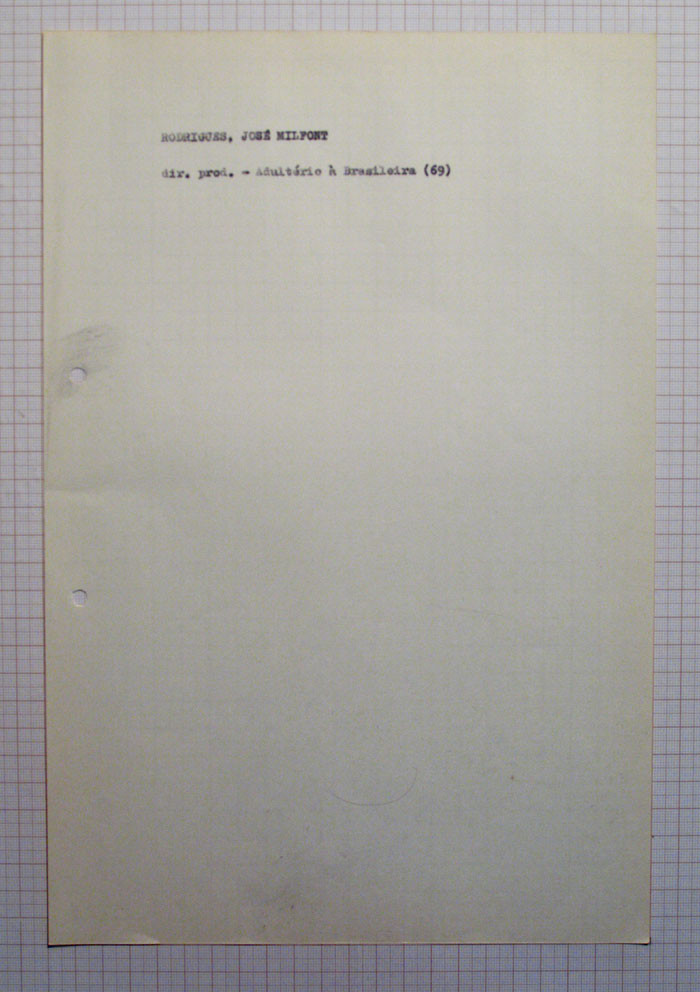 RODRIGUES, JOSÉ MILFONT
dir. prod. - Adultério à Brasileira (69)